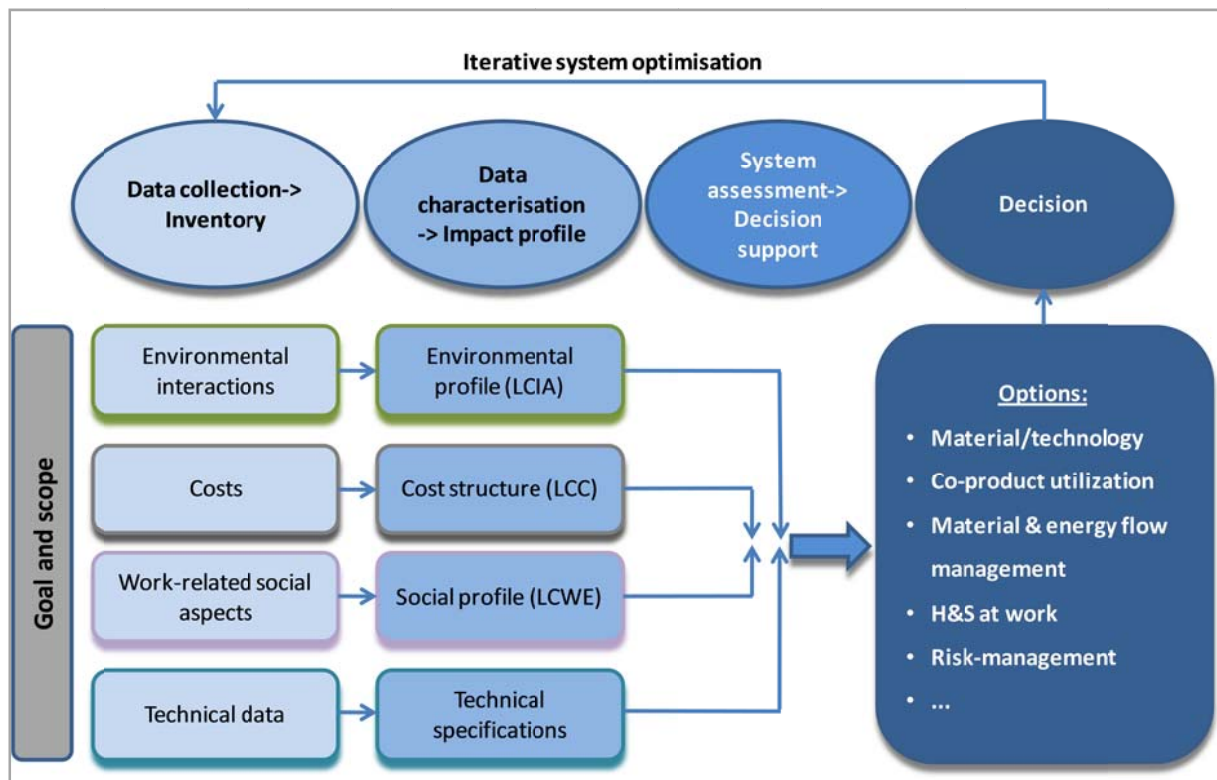 Iterative system optimisation
Data collection->
Inventory
Data
characterisation
-> Impact profile
System
assessment->
Decision
support
Decision
Goal and scope
Environmental
interactions
Environmental
profile (LCIA)
Costs
Cost structure (LCC)
Work-related social
aspects
Social profile (LCWE)
Technical data
Technical
specifications
Options:
• Material/technology
• Co-product utilization
• Material & energy flow
management
• H&S at work
• Risk-management
• ...